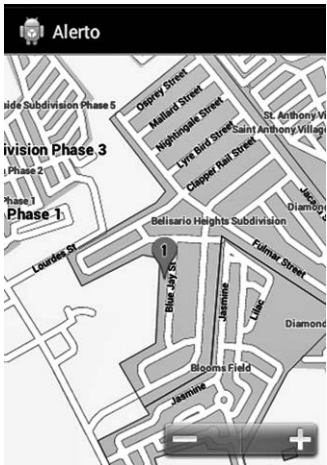 Alerto
Osprey Street
Mallard Street
side Subdivision Phase 5
Nightingale Street
St. Anthony Vi
Saint Anthony Village
Lyre Bird Street
ivision Phase 3
Clapper Rail Street
Phase 2
Phase 1
Phase 1
Diamon
Belisario Heights Subdivision
Lourdes St
1
Fulmar Street
Blue Jay St
Jasmine
Lilac
Diamond
Blooms Field
Jasmine